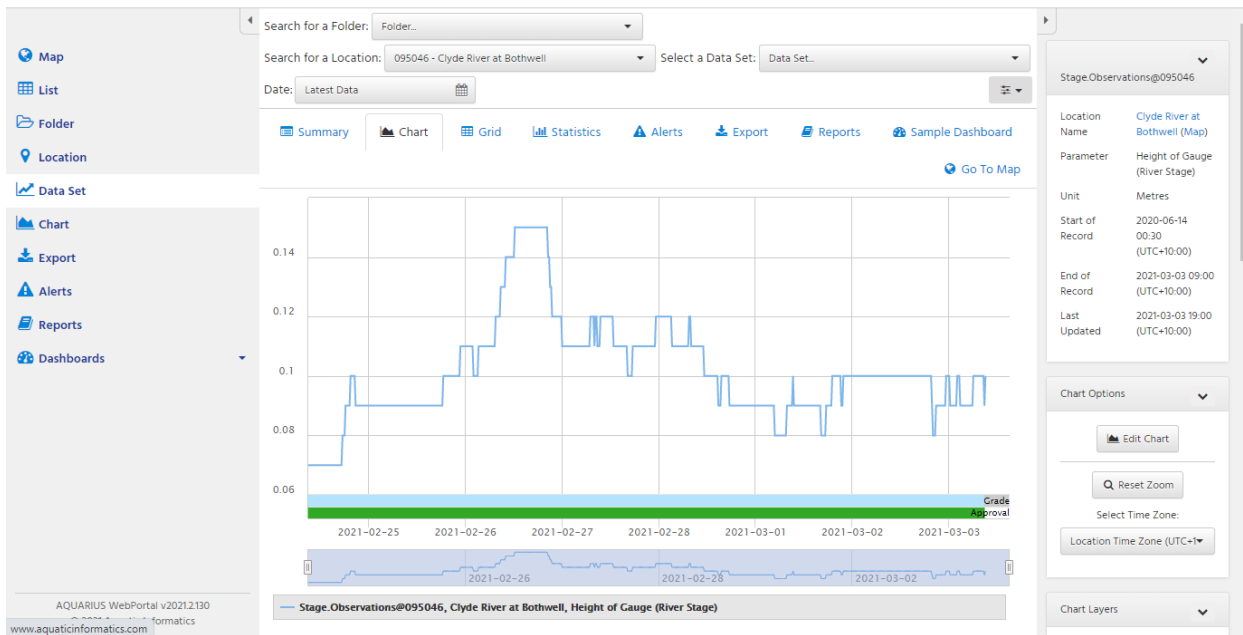 Search for a Folder: Folder...
Search for a Location: 095046 - Clyde River at Bothwell Select a Data Set: Data Set...
Date: Latest Data
Map
List
Folder
Location
Data Set
Chart
Export
Alerts
Reports
Dashboards
AQUARIUS WebPortal v2021.2.130
www.aquaticinformatics.com
Summary Chart Grid Statistics Alerts Export Reports Sample Dashboard
Go To Map
0.14
0.12
0.1
0.08
0.06
Grade
Approval
2021-02-25 2021-02-26 2021-02-27 2021-02-28 2021-03-01 2021-03-02 2021-03-03
2021-02-26 2021-02-28 2021-03-02
Stage.Observations@095046, Clyde River at Bothwell, Height of Gauge (River Stage)
Stage.Observations@095046
Location Name Clyde River at Bothwell (Map)
Parameter Height of Gauge (River Stage)
Unit Metres
Start of Record 2020-06-14 00:30 (UTC+10:00)
End of Record 2021-03-03 09:00 (UTC+10:00)
Last Updated 2021-03-03 19:00 (UTC+10:00)
Chart Options
Edit Chart
Reset Zoom
Select Time Zone:
Location Time Zone (UTC+1
Chart Layers